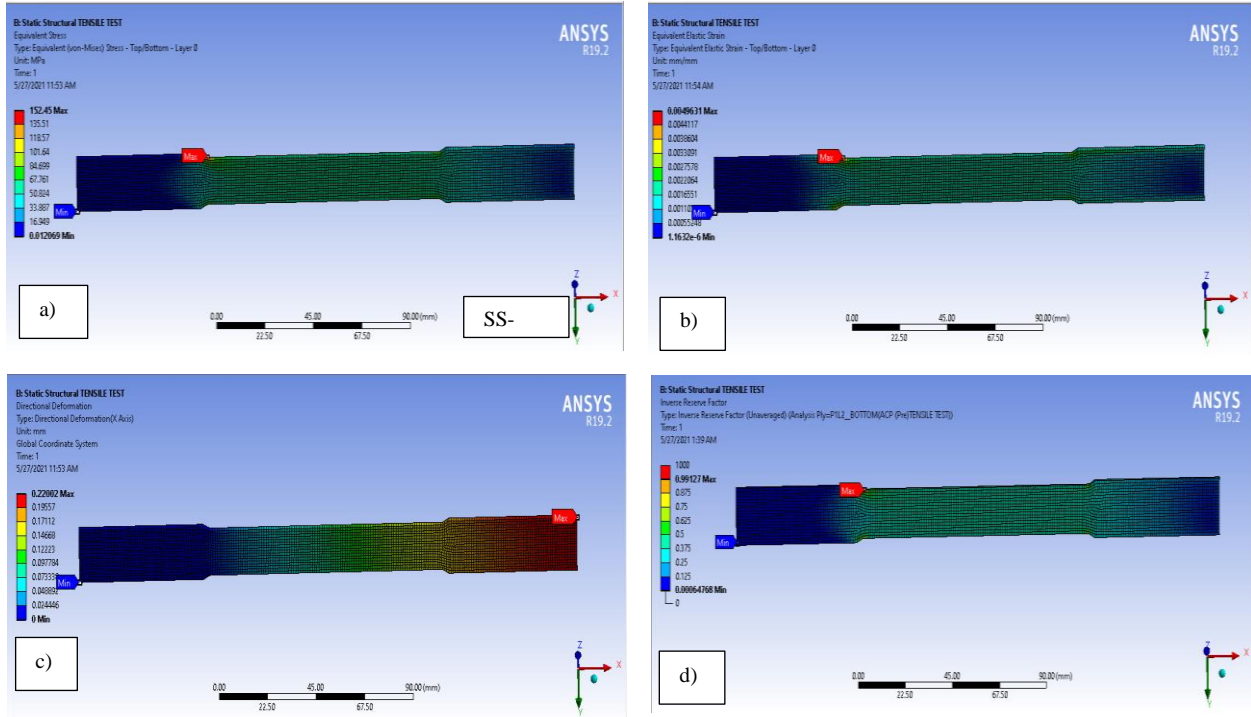 B: Static Structural TENSILE TEST
Equivalent Stress
Type: Equivalent (von-Mises) Stress - Top/Bottom - Layer 0
Unit: MPa
Time: 1
5/27/2021 11:53 AM
ANSYS
R19.2
152.45 Max
135.51
118.57
101.64
84.699
67.761
50.824
33.887
16.949
0.012069 Min
Max
Min
a)
SS-
0.00
45.00
90.00 (mm)
22.50
67.50
Z
X
Y
B: Static Structural TENSILE TEST
Equivalent Elastic Strain
Type: Equivalent Elastic Strain - Top/Bottom - Layer 0
Unit: mm/mm
Time: 1
5/27/2021 11:54 AM
ANSYS
R19.2
0.0049631 Max
0.0044117
0.0038604
0.0033091
0.0027578
0.0022064
0.0016551
0.00055248
1.1632e-6 Min
Max
Min
b)
0.00
45.00
90.00 (mm)
22.50
67.50
Z
X
Y
B: Static Structural TENSILE TEST
Directional Deformation
Type: Directional Deformation(X Axis)
Unit: mm
Global Coordinate System
Time: 1
5/27/2021 11:53 AM
ANSYS
R19.2
0.22002 Max
0.19557
0.17112
0.14668
0.12223
0.097784
0.024446
0 Min
Max
Min
c)
0.00
45.00
90.00 (mm)
22.50
67.50
Z
X
Y
B: Static Structural TENSILE TEST
Inverse Reserve Factor
Type: Inverse Reserve Factor (Unaveraged) (Analysis Ply=P1L2__BOTTOM(ACP (Pre)TENSILE TEST))
Time: 1
5/27/2021 1:39 AM
ANSYS
R19.2
1000
0.99127 Max
0.875
0.75
0.625
0.5
0.375
0.25
0.125
0.00064768 Min
0
Max
Min
d)
0.00
45.00
90.00 (mm)
22.50
67.50
Z
X
Y